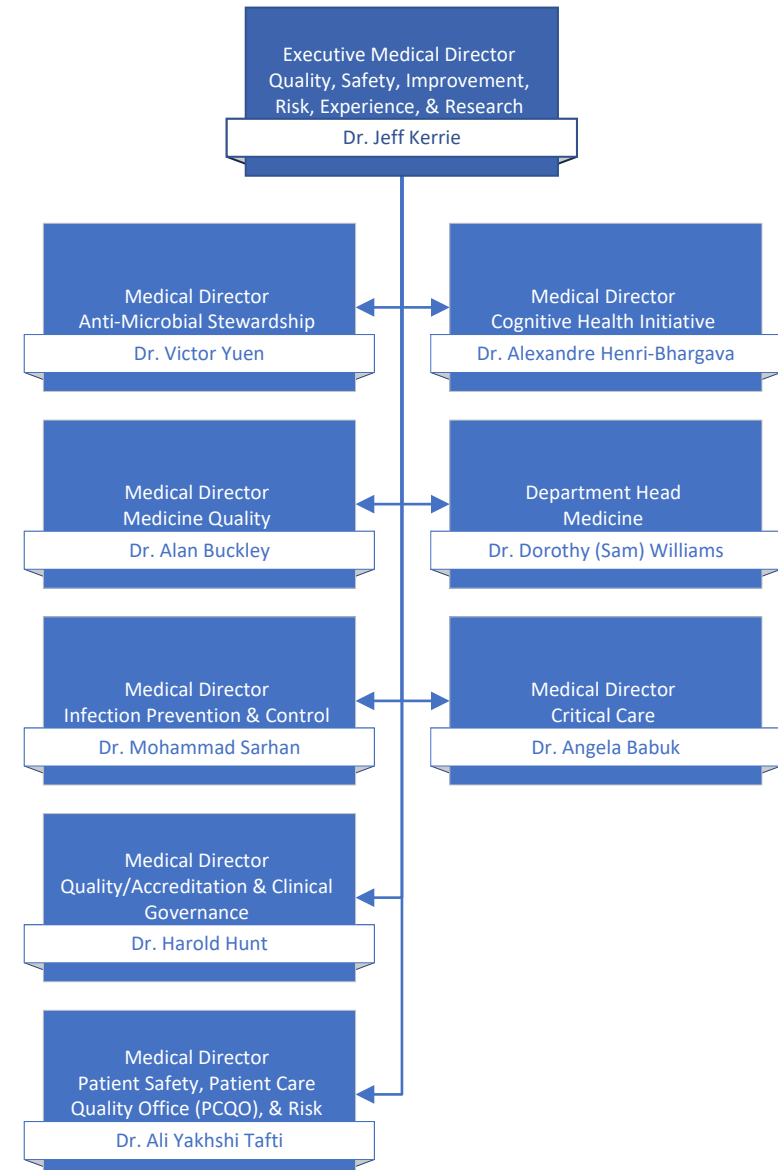 Executive Medical Director
Quality, Safety, Improvement,
Risk, Experience, & Research
Dr. Jeff Kerrie
Medical Director
Anti-Microbial Stewardship
Dr. Victor Yuen
Medical Director
Cognitive Health Initiative
Dr. Alexandre Henri-Bhargava
Medical Director
Medicine Quality
Dr. Alan Buckley
Department Head
Medicine
Dr. Dorothy (Sam) Williams
Medical Director
Infection Prevention & Control
Dr. Mohammad Sarhan
Medical Director
Critical Care
Dr. Angela Babuk
Medical Director
Quality/Accreditation & Clinical
Governance
Dr. Harold Hunt
Medical Director
Patient Safety, Patient Care
Quality Office (PCQO), & Risk
Dr. Ali Yakhshi Tafti